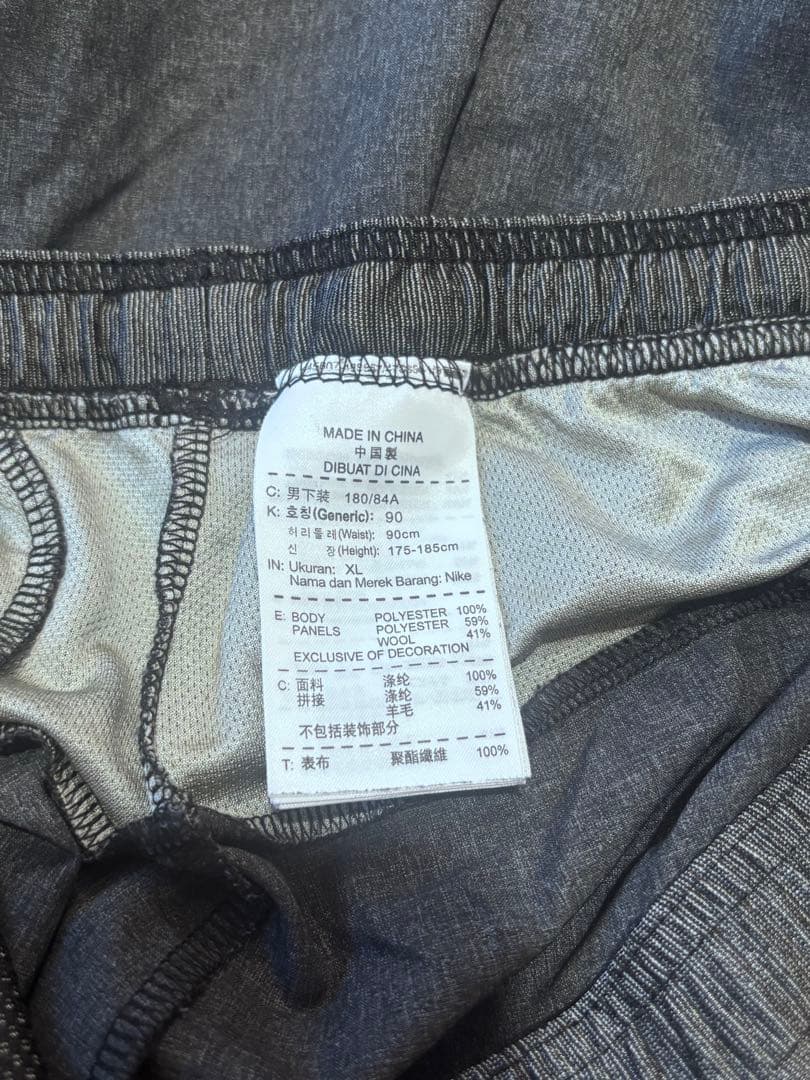 MADE IN CHINA
中国製
DIBUAT DI CINA
C: 男下装 180/84A
K: 호칭(Generic): 90
허리둘레(Waist): 90cm
신 장(Height): 175-185cm
IN: Ukuran: XL
Nama dan Merek Barang: Nike
E: BODY POLYESTER 100%
PANELS POLYESTER 59%
WOOL 41%
EXCLUSIVE OF DECORATION
C: 面料 涤纶 100%
拼接 涤纶 59%
羊毛 41%
不包括装饰部分
T: 表布 聚酯纖維 100%